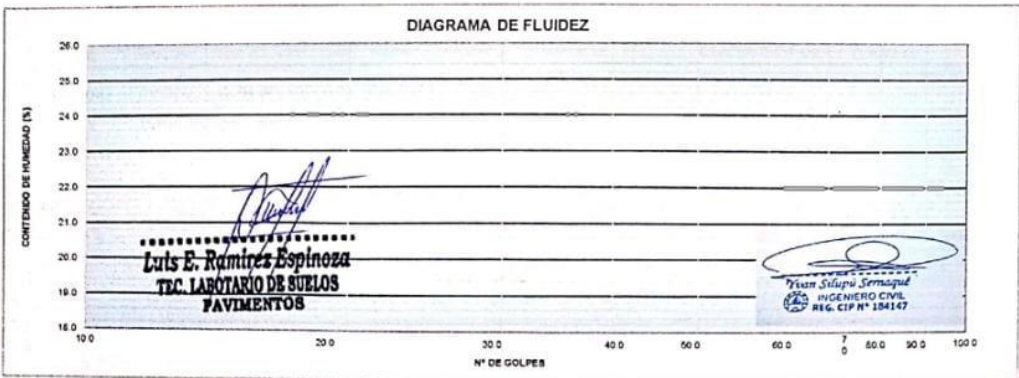 DIAGRAMA DE FLUIDEZ
CONTENIDO DE HUMEDAD (%)
26.0
25.0
24.0
23.0
22.0
21.0
20.0
19.0
18.0
Luis E. Ramirez Espinoza
TEC. LABOTARIO DE SUELOS
PAVIMENTOS
Yvan Silupú Sernaqué
INGENIERO CIVIL
REG. CIP N° 184147
10.0 20.0 30.0 40.0 50.0 60.0 70 80.0 90.0 100.0
N° DE GOLPES